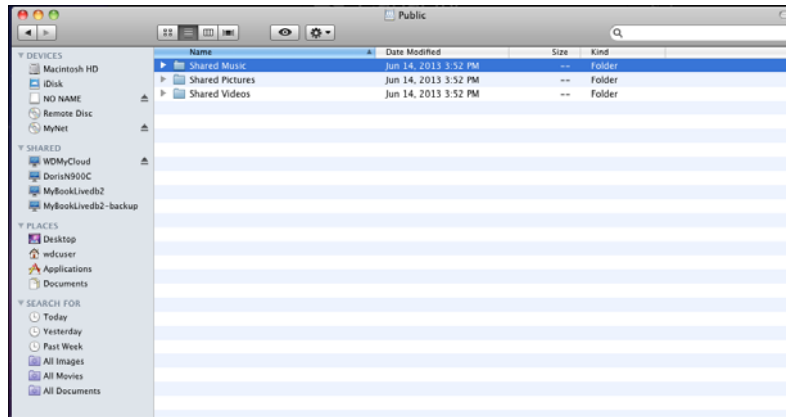 Public
Name Date Modified Size Kind
Shared Music Jun 14, 2013 3:52 PM -- Folder
Shared Pictures Jun 14, 2013 3:52 PM -- Folder
Shared Videos Jun 14, 2013 3:52 PM -- Folder
DEVICES
Macintosh HD
iDisk
NO NAME
Remote Disc
MyNet
SHARED
WDMyCloud
DorisN900C
MyBookLivedb2
MyBookLivedb2-backup
PLACES
Desktop
wdcuser
Applications
Documents
SEARCH FOR
Today
Yesterday
Past Week
All Images
All Movies
All Documents